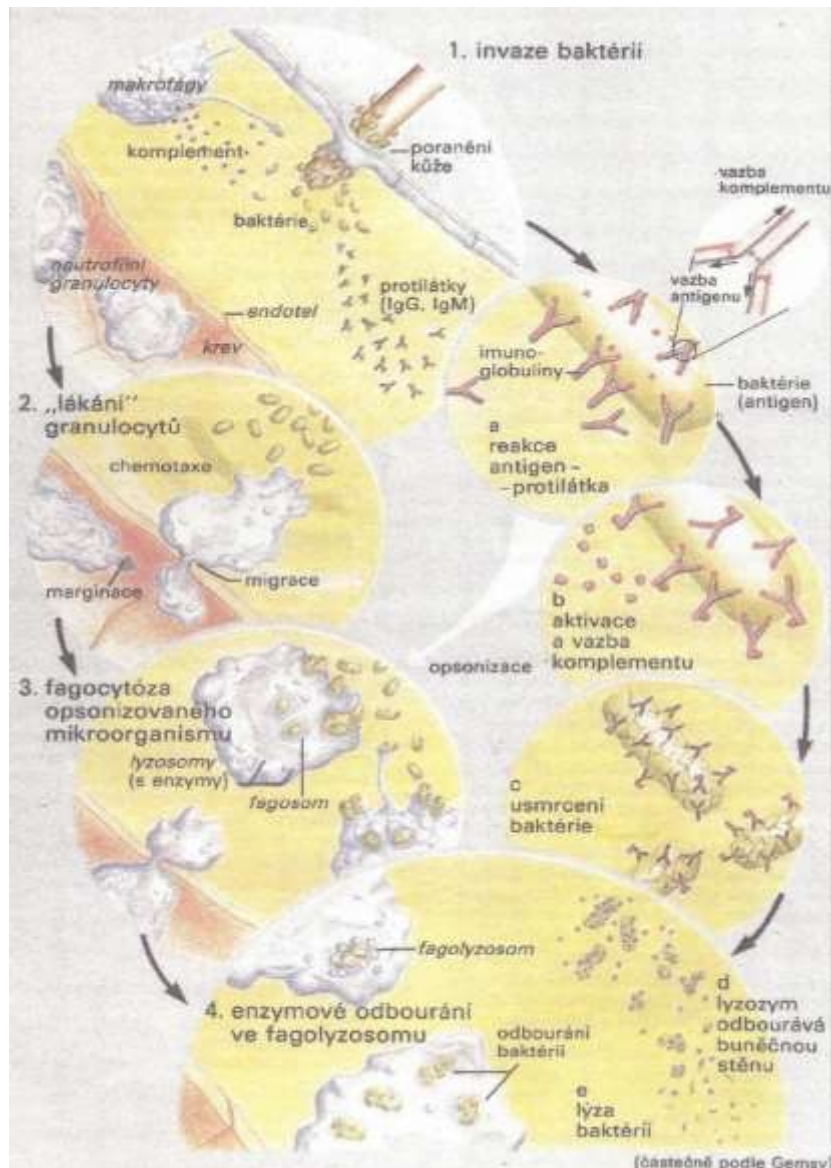 1. invaze baktérií
makrofágy
komplement
poranění
kůže
baktérie
vazba
komplementu
neutrofilní
granulocyty
protilátky
(IgG, IgM)
vazba
antigenu
endotel
krev
imuno-
globuliny
baktérie
(antigen)
2. „lákání"
granulocytů
a
reakce
antigen -
-protilátka
chemotaxe
migrace
marginace
b
aktivace
a vazba
komplementu
opsonizace
3. fagocytóza
opsonizovaného
mikroorganismu
lyzosomy
(s enzymy)
fagosom
c
usmrcení
baktérie
fagolyzosom
4. enzymové odbourání
ve fagolyzosomu
d
lyzozym
odbourává
buněčnou
stěnu
odbourání
baktérií
e
lýza
baktérií
(částečně podle Gemsy)